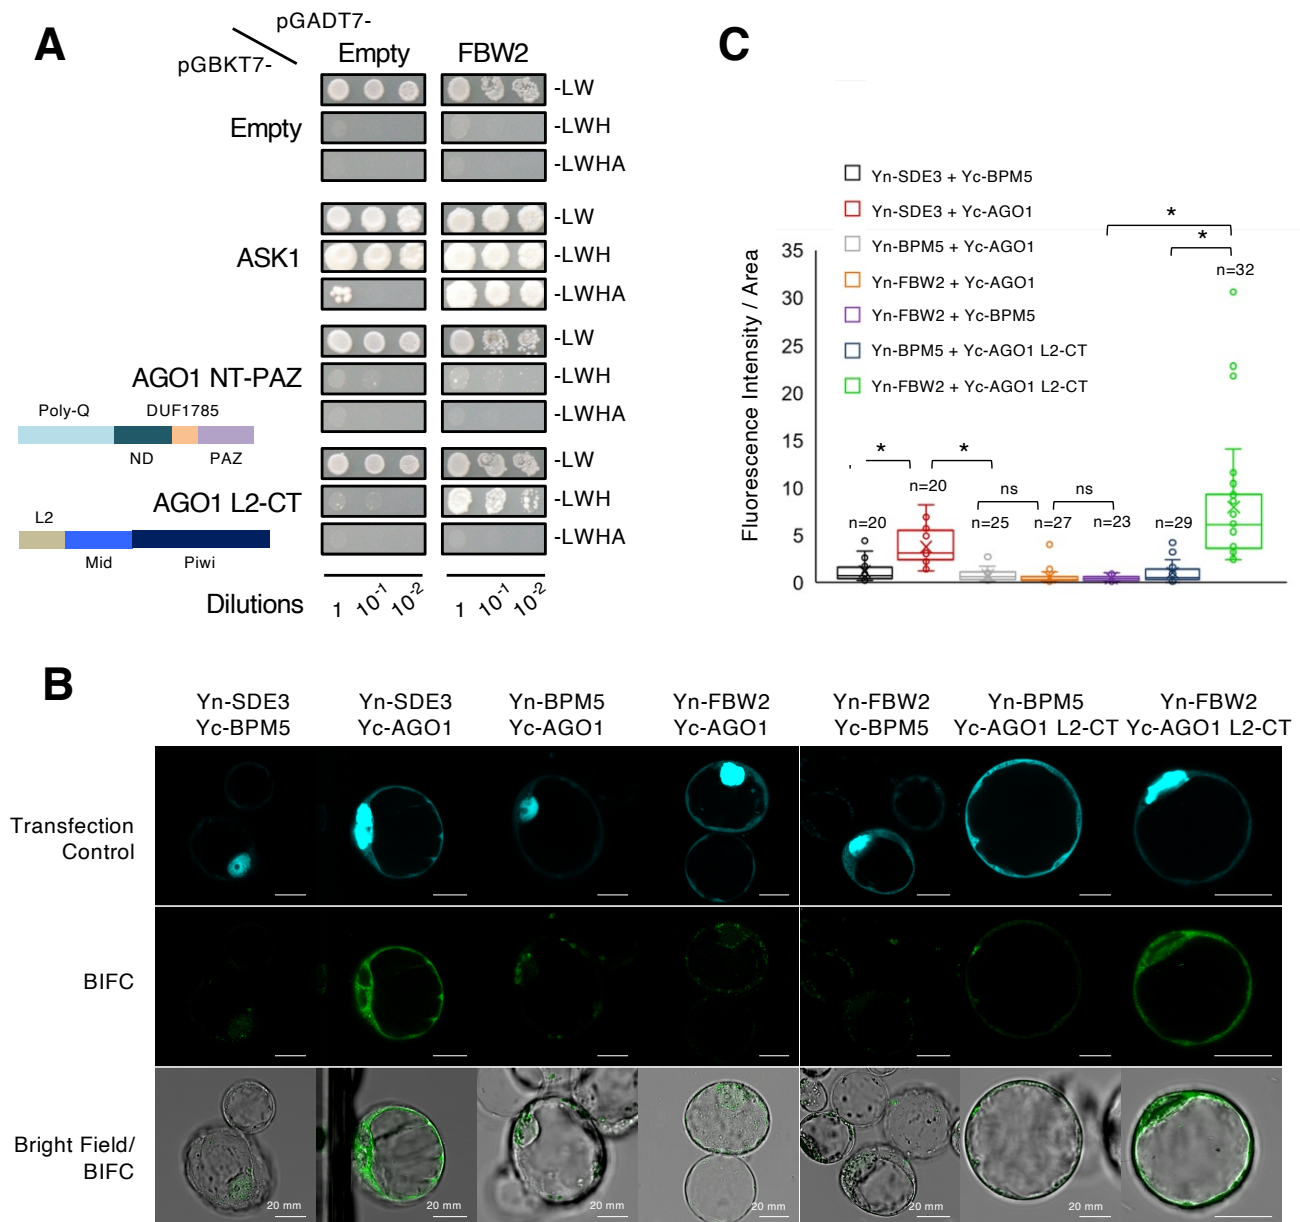 A
pGADT7-
pGBKT7-
Empty
FBW2
-LW
Empty
-LWH
-LWHA
-LW
ASK1
-LWH
-LWHA
-LW
AGO1 NT-PAZ
-LWH
-LWHA
Poly-Q
DUF1785
ND
PAZ
-LW
AGO1 L2-CT
-LWH
-LWHA
L2
Mid
Piwi
Dilutions
1 10-1 10-2
1 10-1 10-2
C
Yn-SDE3 + Yc-BPM5
Yn-SDE3 + Yc-AGO1
Yn-BPM5 + Yc-AGO1
Yn-FBW2 + Yc-AGO1
Yn-FBW2 + Yc-BPM5
Yn-BPM5 + Yc-AGO1 L2-CT
Yn-FBW2 + Yc-AGO1 L2-CT
Fluorescence Intensity / Area
35
30
25
20
15
10
5
0
*
*
n=32
*
*
n=20
ns
ns
n=20
n=25
n=27
n=23
n=29
B
Yn-SDE3
Yc-BPM5
Yn-SDE3
Yc-AGO1
Yn-BPM5
Yc-AGO1
Yn-FBW2
Yc-AGO1
Yn-FBW2
Yc-BPM5
Yn-BPM5
Yc-AGO1 L2-CT
Yn-FBW2
Yc-AGO1 L2-CT
Transfection
Control
BIFC
Bright Field/
BIFC
20 mm
20 mm
20 mm
20 mm
20 mm
20 mm
20 mm